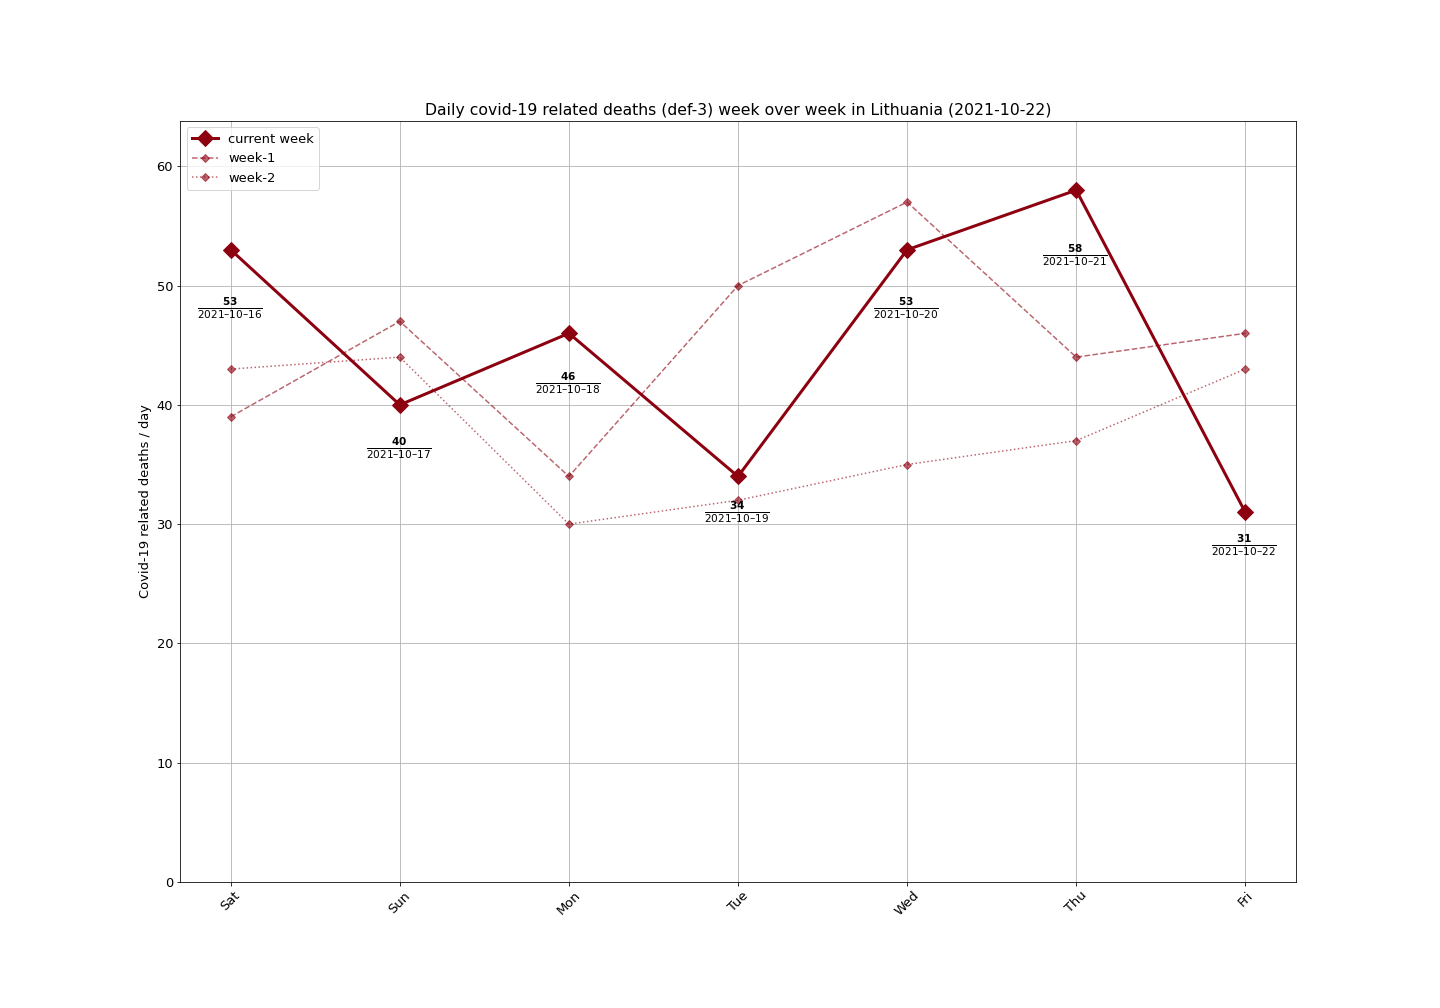 Daily covid-19 related deaths (def-3) week over week in Lithuania (2021-10-22)
current week
week-1
week-2
Covid-19 related deaths / day
60
50
40
30
20
10
0
53
2021–10–16
40
2021–10–17
46
2021–10–18
34
2021–10–19
53
2021–10–20
58
2021–10–21
31
2021–10–22
Sat
Sun
Mon
Tue
Wed
Thu
Fri